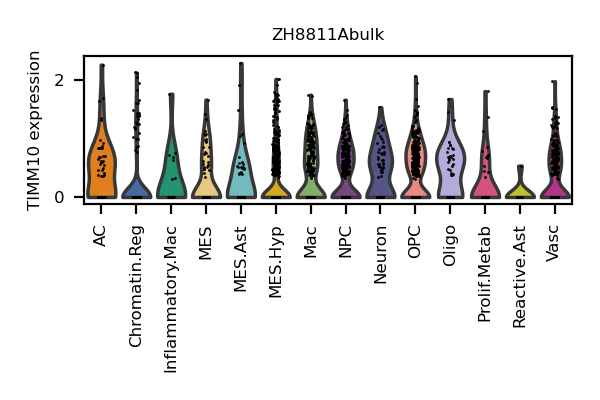 ZH8811Abulk
TIMM10 expression
2
0
AC
Chromatin.Reg
Inflammatory.Mac
MES
MES.Ast
MES.Hyp
Mac
NPC
Neuron
OPC
Oligo
Prolif.Metab
Reactive.Ast
Vasc